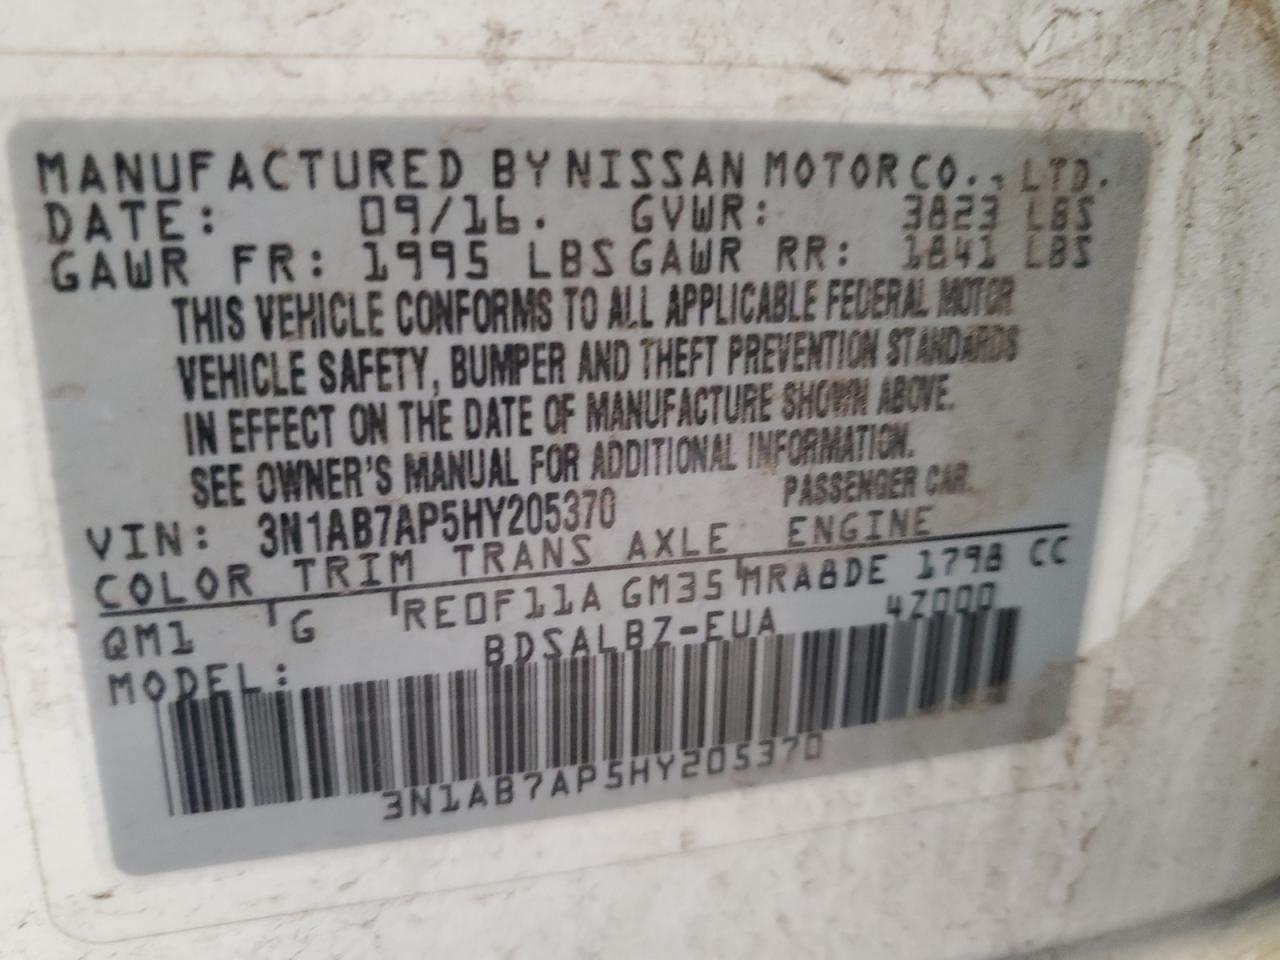 MANUFACTURED BY NISSAN MOTOR CO., LTD.
DATE: 09/16. GVWR: 3823 LBS
GAWR FR: 1995 LBS GAWR RR: 1841 LBS
THIS VEHICLE CONFORMS TO ALL APPLICABLE FEDERAL MOTOR
VEHICLE SAFETY, BUMPER AND THEFT PREVENTION STANDARDS
IN EFFECT ON THE DATE OF MANUFACTURE SHOWN ABOVE.
SEE OWNER'S MANUAL FOR ADDITIONAL INFORMATION.
PASSENGER CAR.
VIN: 3N1AB7AP5HY205370
COLOR TRIM TRANS AXLE ENGINE
QM1 G RE0F11A GM35 MRA8DE 1798 CC
MODEL: BDSALBZ-EUA 4Z000
3N1AB7AP5HY205370